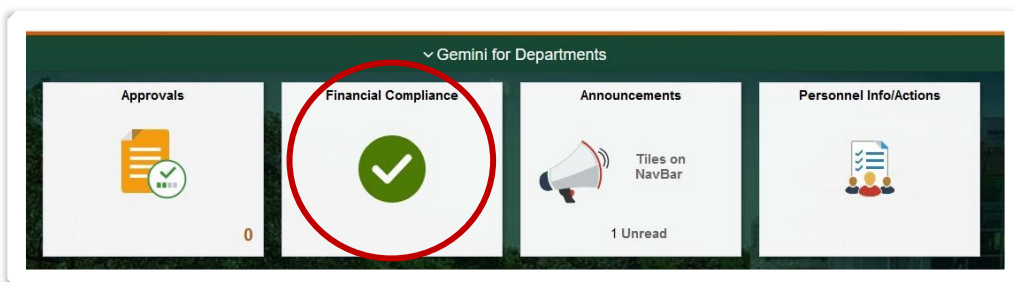 Gemini for Departments
Approvals
0
Financial Compliance
Announcements
Tiles on
NavBar
1 Unread
Personnel Info/Actions